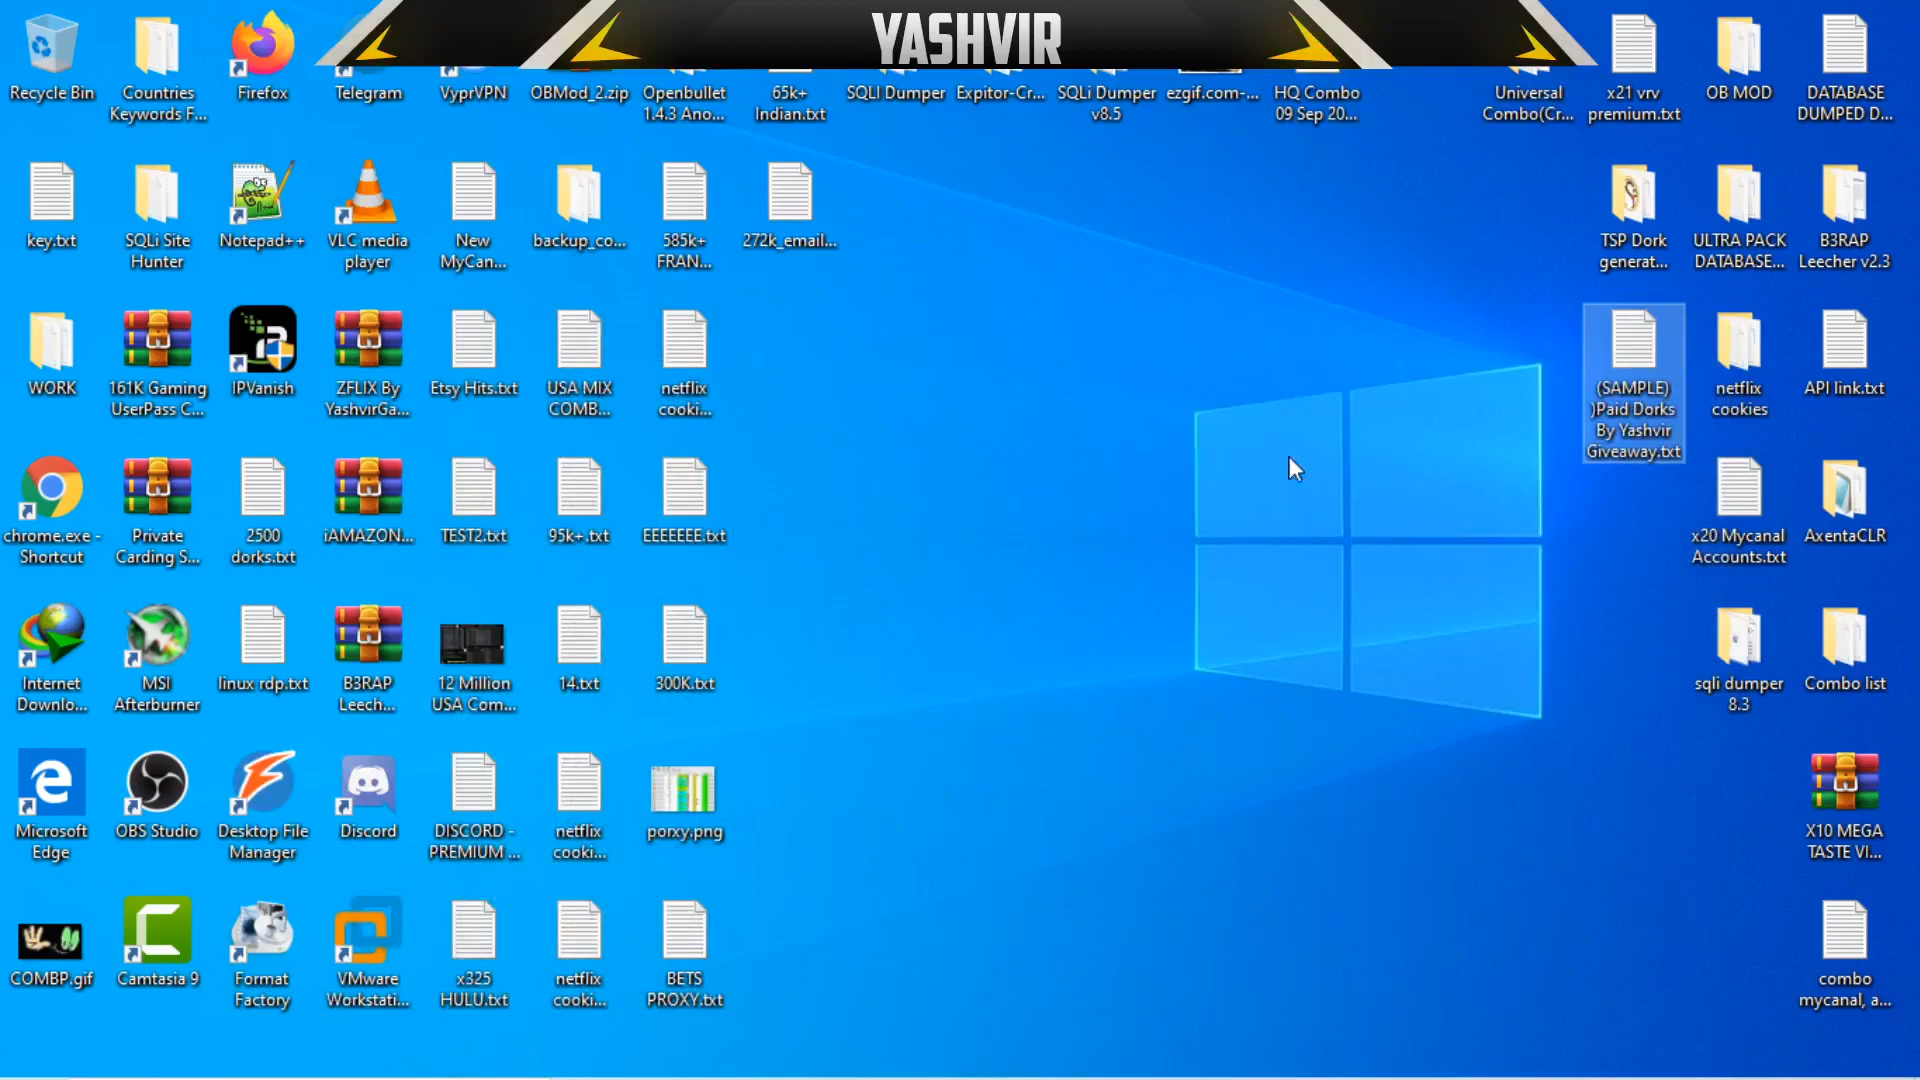 YASHVIR
Recycle Bin
Countries
Keywords F...
Firefox
Telegram
VyprVPN
OBMod_2.zip
Openbullet
1.4.3 Ano...
65k+
Indian.txt
SQLI Dumper
Expitor-Cr...
SQLi Dumper
v8.5
ezgif.com-...
HQ Combo
09 Sep 20...
Universal
Combo(Cr...
x21 vrv
premium.txt
OB MOD
DATABASE
DUMPED D...
key.txt
SQLi Site
Hunter
Notepad++
VLC media
player
New
MyCan...
backup_co...
585k+
FRAN...
272k_email...
TSP Dork
generat...
ULTRA PACK
DATABASE...
B3RAP
Leecher v2.3
WORK
161K Gaming
UserPass C...
IPVanish
ZFLIX By
YashvirGa...
Etsy Hits.txt
USA MIX
COMB...
netflix
cooki...
(SAMPLE)
)Paid Dorks
By Yashvir
Giveaway.txt
netflix
cookies
API link.txt
chrome.exe -
Shortcut
Private
Carding S...
2500
dorks.txt
iAMAZON...
TEST2.txt
95k+.txt
EEEEEEE.txt
x20 Mycanal
Accounts.txt
AxentaCLR
Internet
Downlo...
MSI
Afterburner
linux rdp.txt
B3RAP
Leech...
12 Million
USA Com...
14.txt
300K.txt
sqli dumper
8.3
Combo list
Microsoft
Edge
OBS Studio
Desktop File
Manager
Discord
DISCORD -
PREMIUM ...
netflix
cooki...
porxy.png
X10 MEGA
TASTE VI...
COMBP.gif
Camtasia 9
Format
Factory
VMware
Workstati...
x325
HULU.txt
netflix
cooki...
BETS
PROXY.txt
combo
mycanal, a...